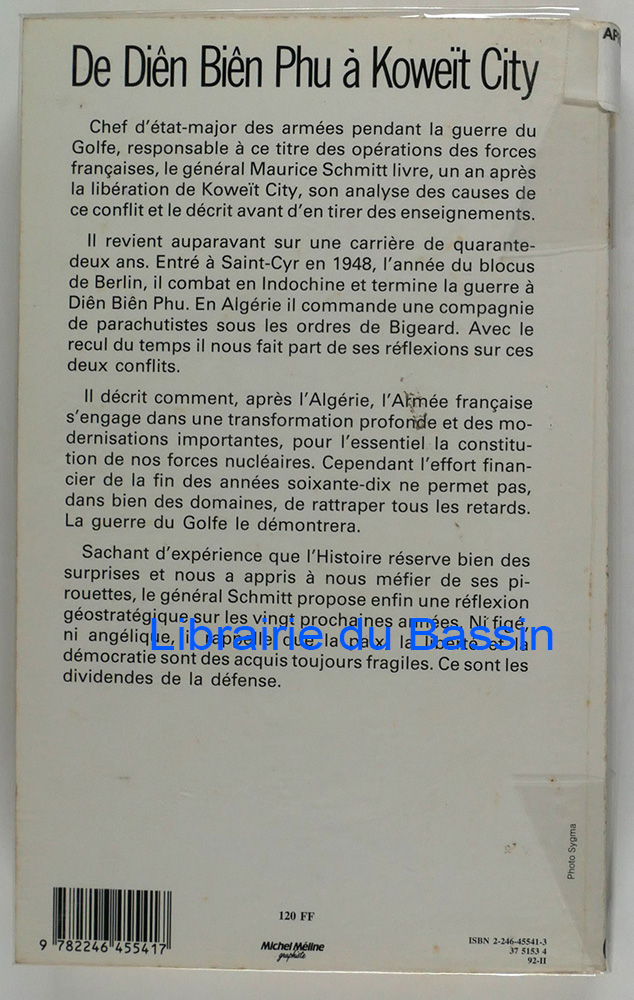 De Diên Biên Phu à Koweït City
Chef d'état-major des armées pendant la guerre du
Golfe, responsable à ce titre des opérations des forces
françaises, le général Maurice Schmitt livre, un an après
la libération de Koweït City, son analyse des causes de
ce conflit et le décrit avant d'en tirer des enseignements.
Il revient auparavant sur une carrière de quarante-
deux ans. Entré à Saint-Cyr en 1948, l'année du blocus
de Berlin, il combat en Indochine et termine la guerre à
Diên Biên Phu. En Algérie il commande une compagnie
de parachutistes sous les ordres de Bigeard. Avec le
recul du temps il nous fait part de ses réflexions sur ces
deux conflits.
Il décrit comment, après l'Algérie, l'Armée française
s'engage dans une transformation profonde et des mo-
dernisations importantes, pour l'essentiel la constitu-
tion de nos forces nucléaires. Cependant l'effort finan-
cier de la fin des années soixante-dix ne permet pas,
dans bien des domaines, de rattraper tous les retards.
La guerre du Golfe le démontrera.
Sachant d'expérience que l'Histoire réserve bien des
surprises et nous a appris à nous méfier de ses pi-
rouettes, le général Schmitt propose enfin une réflexion
géostratégique sur les vingt prochaines années. Ni figé,
ni angélique, il rappelle que la paix, la liberté et la
démocratie sont des acquis toujours fragiles. Ce sont les
dividendes de la défense.
Librairie du Bassin
Photo Sygma
120 FF
9 782246 455417
Michel Méline
graphiste
ISBN 2-246-45541-3
37 5153 4
92-II